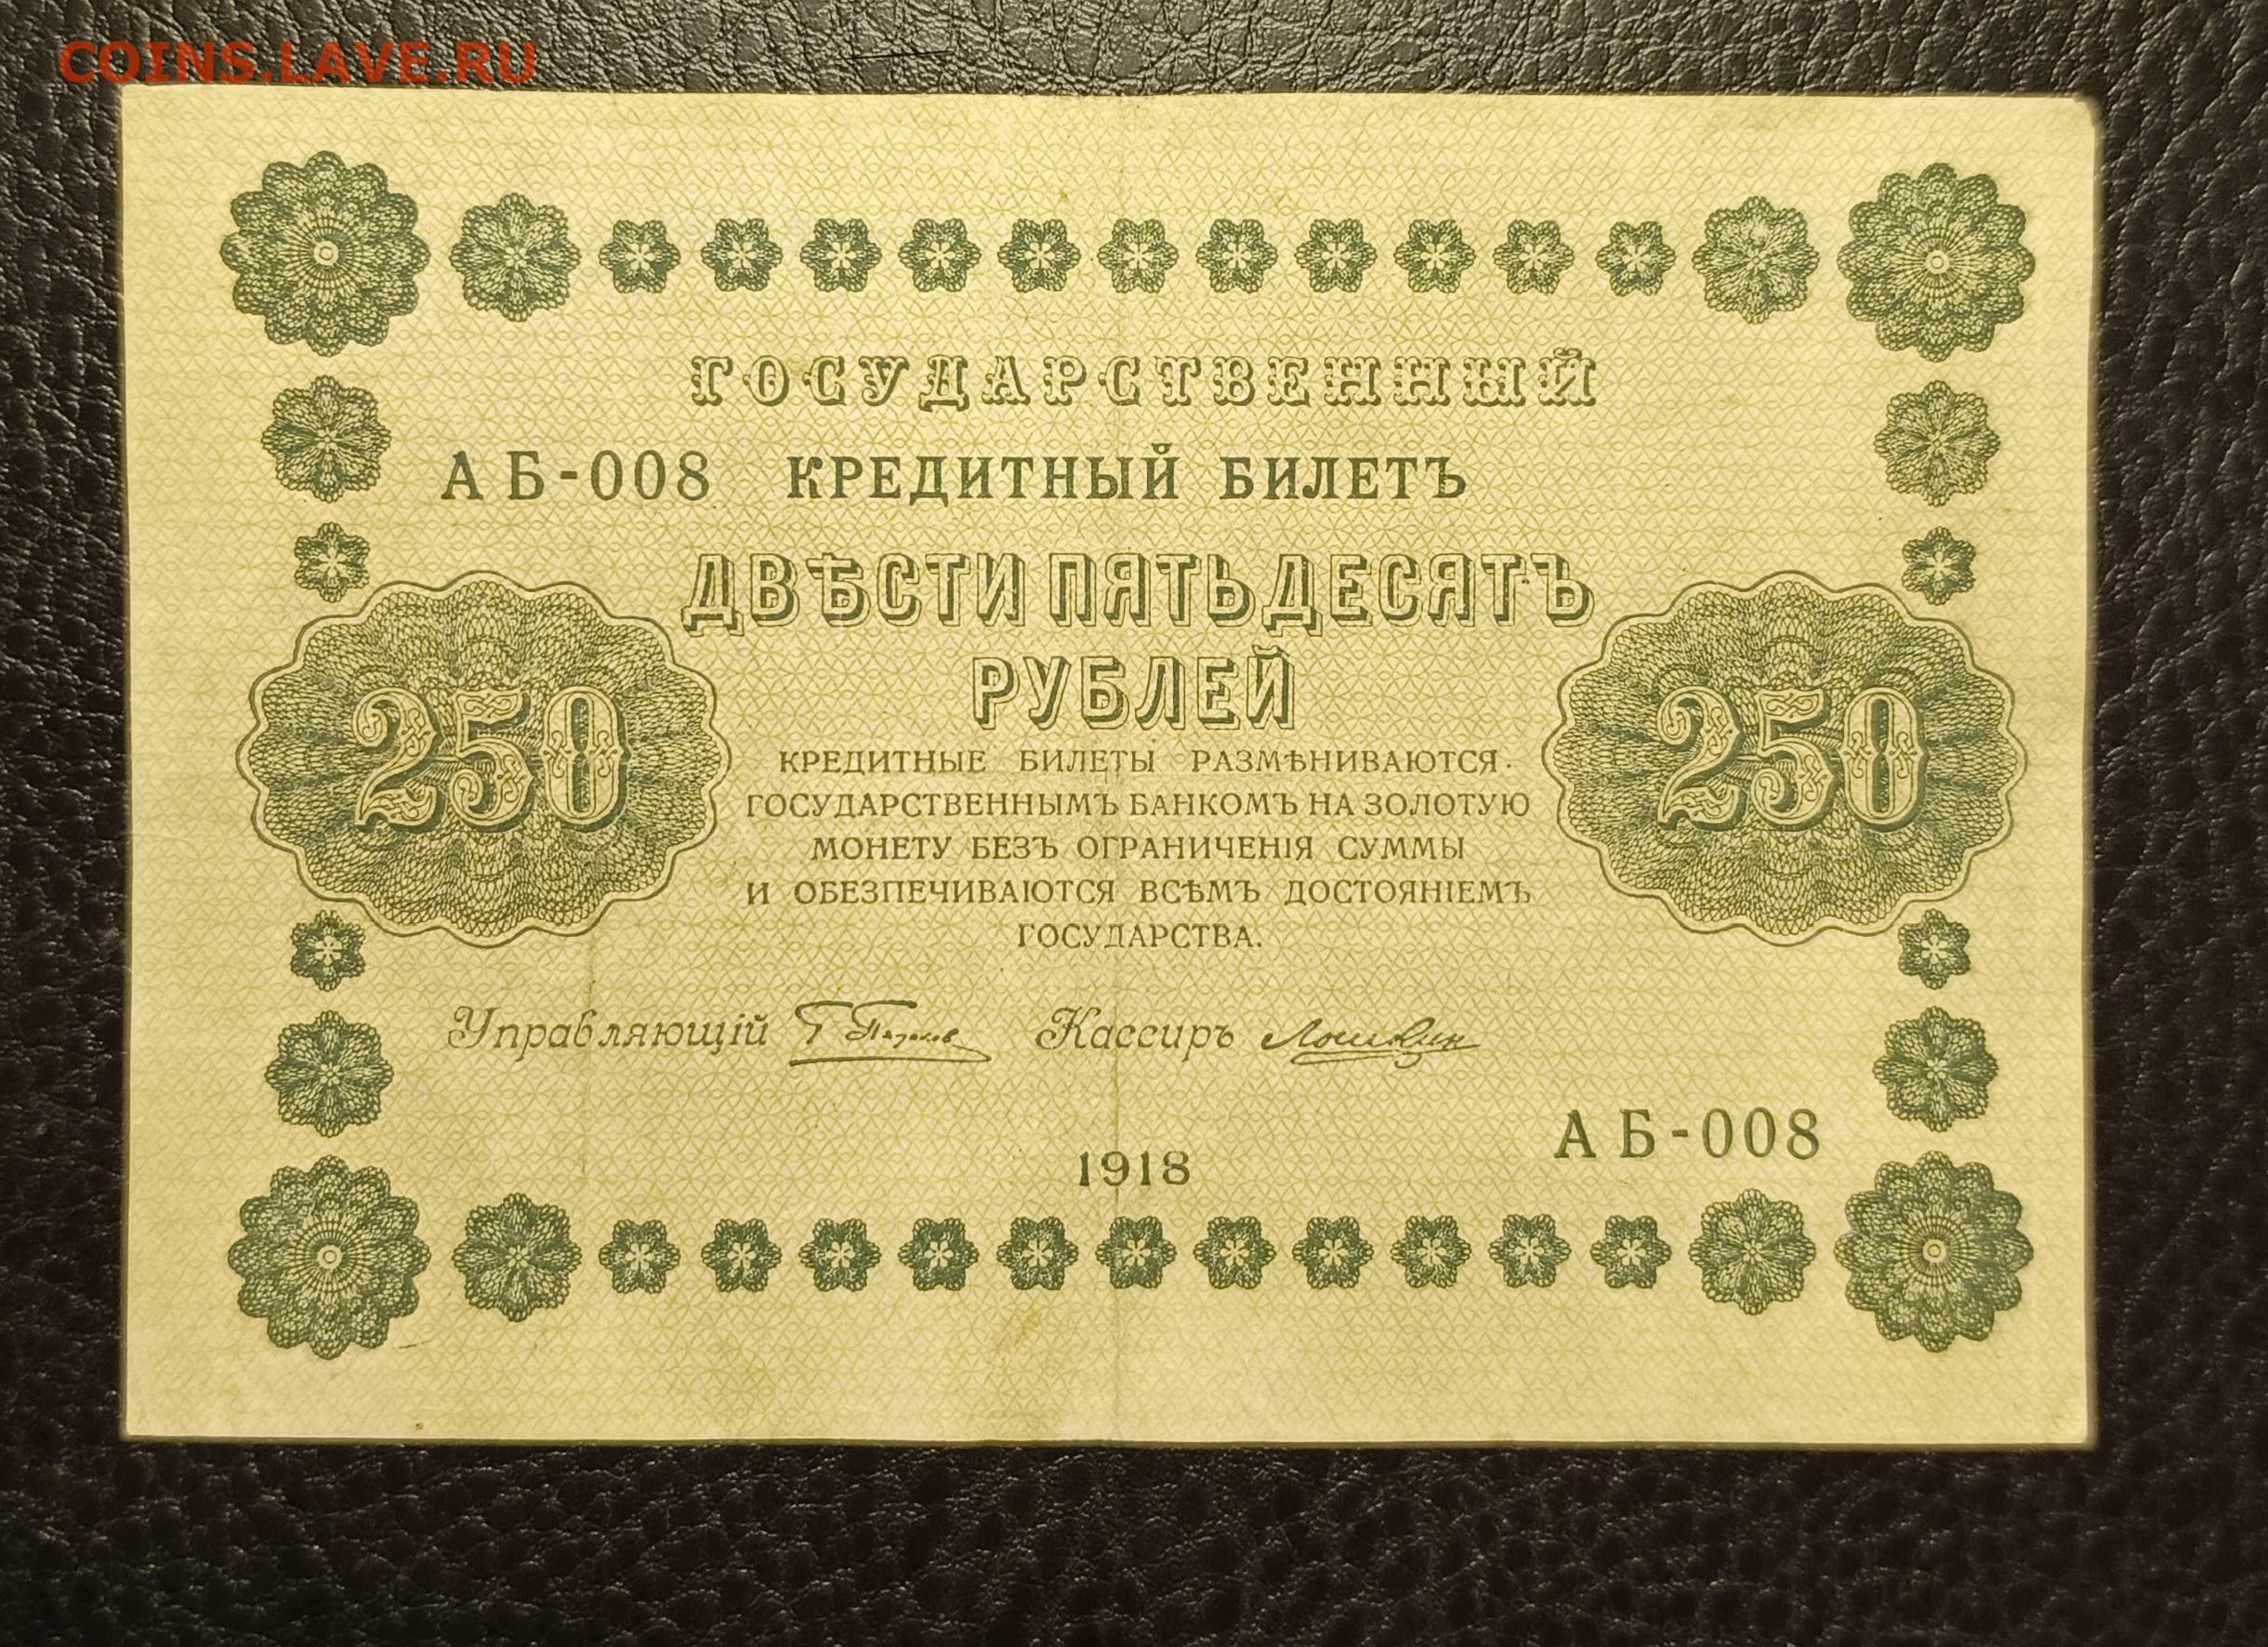 COINS.LAVE.RU
ГОСУДАРСТВЕННЫЙ
АБ-008 КРЕДИТНЫЙ БИЛЕТЪ
ДВѢСТИ ПЯТЬДЕСЯТЪ
РУБЛЕЙ
250 250
КРЕДИТНЫЕ БИЛЕТЫ РАЗМѢНИВАЮТСЯ
ГОСУДАРСТВЕННЫМЪ БАНКОМЪ НА ЗОЛОТУЮ
МОНЕТУ БЕЗЪ ОГРАНИЧЕНІЯ СУММЫ
И ОБЕЗПЕЧИВАЮТСЯ ВСѢМЪ ДОСТОЯНІЕМЪ
ГОСУДАРСТВА.
Управляющій Кассиръ
АБ-008
1918